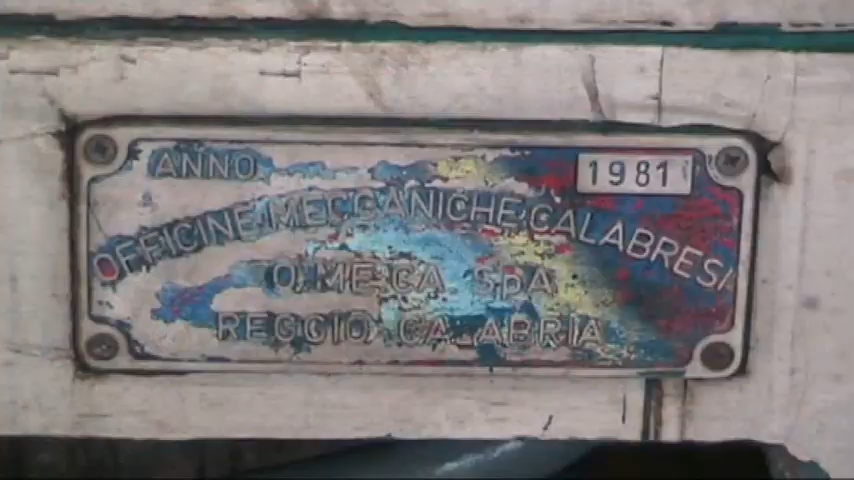 ANNO 1981
OFFICINE MECCANICHE CALABRESI
O.ME.CA. SpA
REGGIO CALABRIA